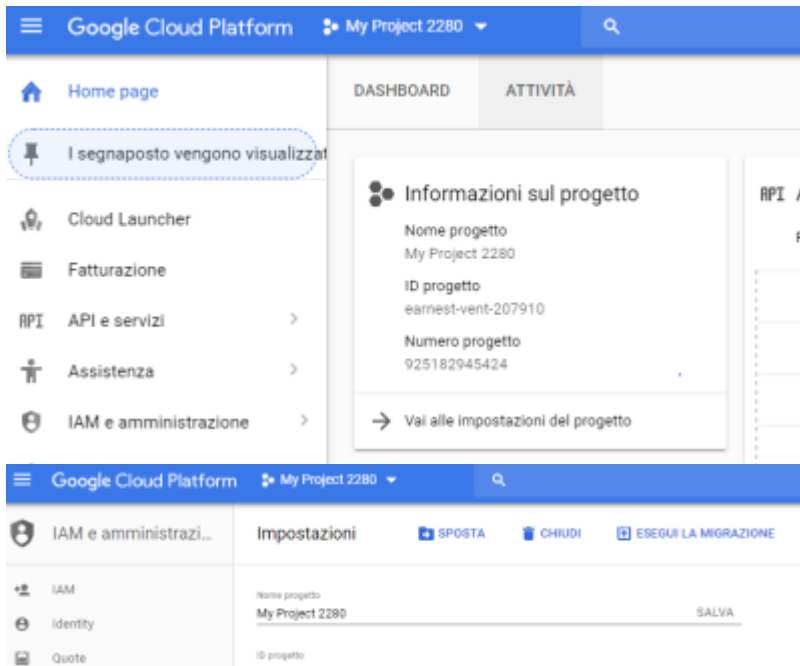 Google Cloud Platform My Project 2280
Home page
I segnaposto vengono visualizzat
Cloud Launcher
Fatturazione
API API e servizi
Assistenza
IAM e amministrazione
DASHBOARD ATTIVITÀ
Informazioni sul progetto
Nome progetto
My Project 2280
ID progetto
earnest-vent-207910
Numero progetto
925182945424
Vai alle impostazioni del progetto
API
Google Cloud Platform My Project 2280
IAM e amministrazi...
IAM
Identity
Quote
Impostazioni SPOSTA CHIUDI ESEGUI LA MIGRAZIONE
Nome progetto
My Project 2280 SALVA
ID progetto